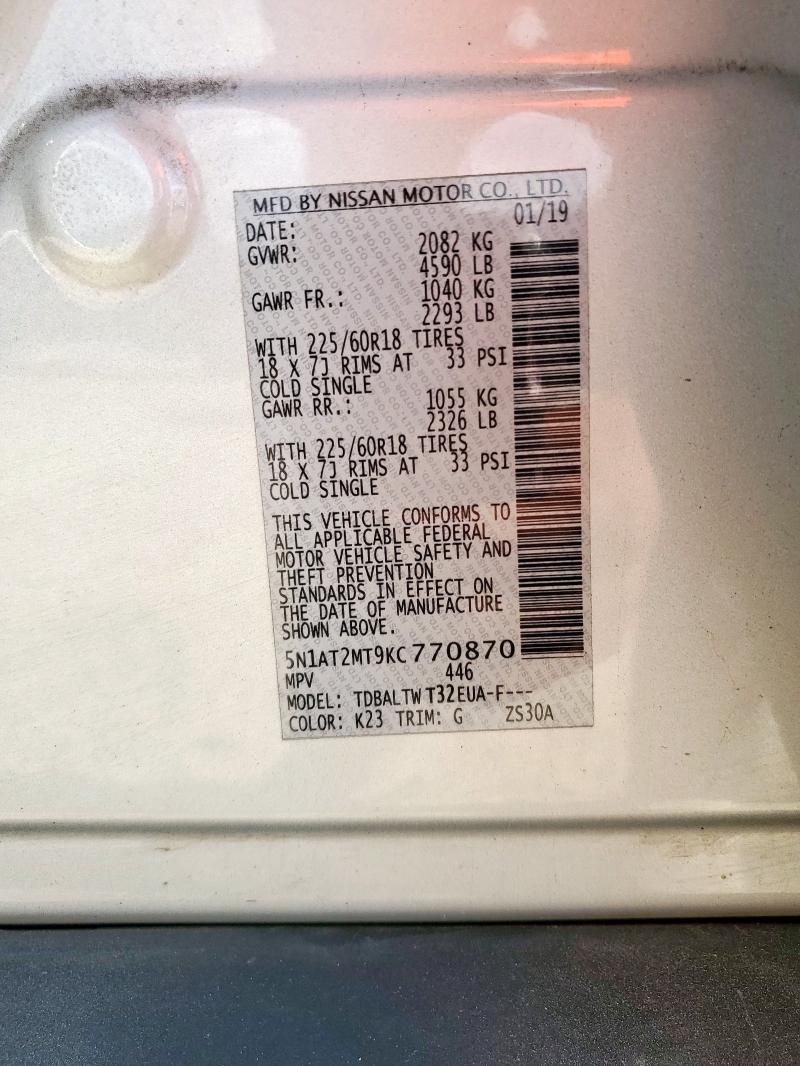 MFD BY NISSAN MOTOR CO., LTD.
DATE: 01/19
GVWR: 2082 KG
4590 LB
GAWR FR.: 1040 KG
2293 LB
WITH 225/60R18 TIRES
18 X 7J RIMS AT 33 PSI
COLD SINGLE
GAWR RR.: 1055 KG
2326 LB
WITH 225/60R18 TIRES
18 X 7J RIMS AT 33 PSI
COLD SINGLE
THIS VEHICLE CONFORMS TO
ALL APPLICABLE FEDERAL
MOTOR VEHICLE SAFETY AND
THEFT PREVENTION
STANDARDS IN EFFECT ON
THE DATE OF MANUFACTURE
SHOWN ABOVE.
5N1AT2MT9KC770870
MPV 446
MODEL: TDBALTWT32EUA-F---
COLOR: K23 TRIM: G ZS30A